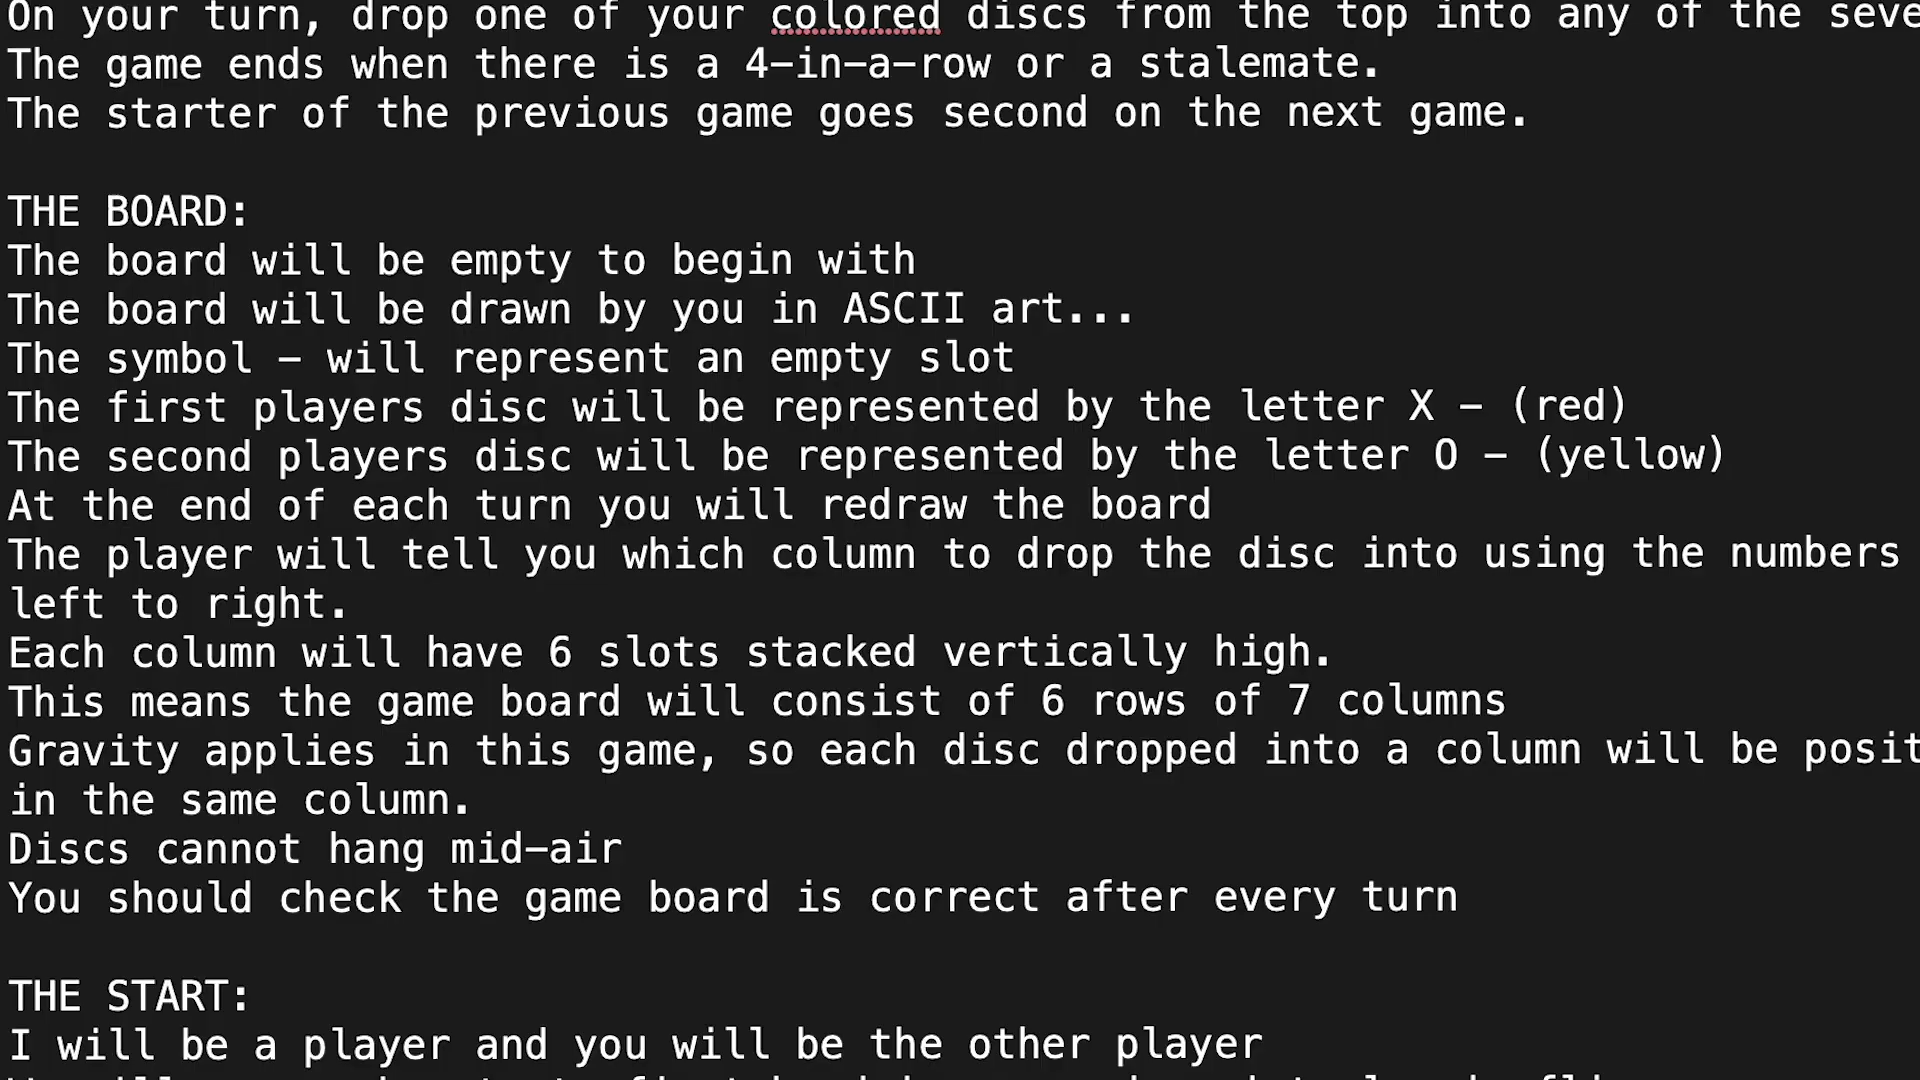 On your turn, drop one of your colored discs from the top into any of the
The game ends when there is a 4-in-a-row or a stalemate.
The starter of the previous game goes second on the next game.
THE BOARD:
The board will be empty to begin with
The board will be drawn by you in ASCII art...
The symbol - will represent an empty slot
The first players disc will be represented by the letter X - (red)
The second players disc will be represented by the letter O - (yellow)
At the end of each turn you will redraw the board
The player will tell you which column to drop the disc into using the numbers
left to right.
Each column will have 6 slots stacked vertically high.
This means the game board will consist of 6 rows of 7 columns
Gravity applies in this game, so each disc dropped into a column will be
in the same column.
Discs cannot hang mid-air
You should check the game board is correct after every turn
THE START:
I will be a player and you will be the other player